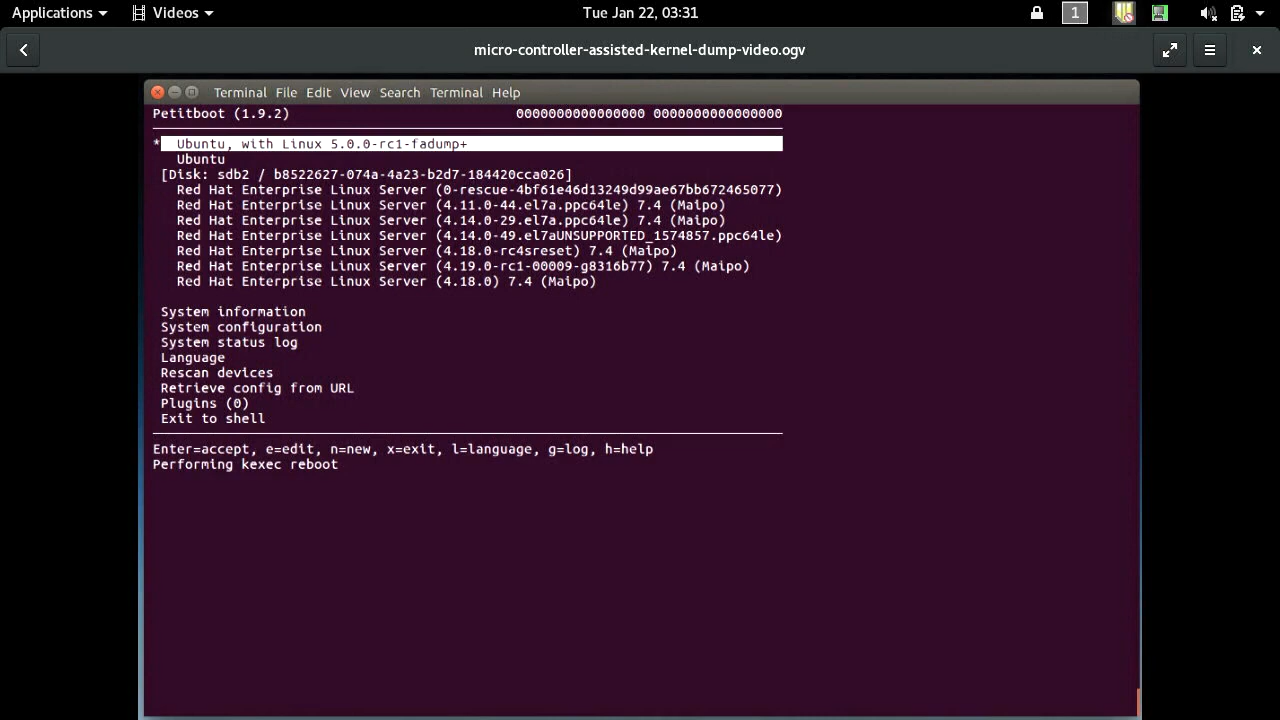 Applications Videos Tue Jan 22, 03:31 1
micro-controller-assisted-kernel-dump-video.ogv
Terminal File Edit View Search Terminal Help
Petitboot (1.9.2) 0000000000000000 0000000000000000
* Ubuntu, with Linux 5.0.0-rc1-fadump+
Ubuntu
[Disk: sdb2 / b8522627-074a-4a23-b2d7-184420cca026]
Red Hat Enterprise Linux Server (0-rescue-4bf61e46d13249d99ae67bb672465077)
Red Hat Enterprise Linux Server (4.11.0-44.el7a.ppc64le) 7.4 (Maipo)
Red Hat Enterprise Linux Server (4.14.0-29.el7a.ppc64le) 7.4 (Maipo)
Red Hat Enterprise Linux Server (4.14.0-49.el7aUNSUPPORTED_1574857.ppc64le)
Red Hat Enterprise Linux Server (4.18.0-rc4sreset) 7.4 (Maipo)
Red Hat Enterprise Linux Server (4.19.0-rc1-00009-g8316b77) 7.4 (Maipo)
Red Hat Enterprise Linux Server (4.18.0) 7.4 (Maipo)
System information
System configuration
System status log
Language
Rescan devices
Retrieve config from URL
Plugins (0)
Exit to shell
Enter=accept, e=edit, n=new, x=exit, l=language, g=log, h=help
Performing kexec reboot